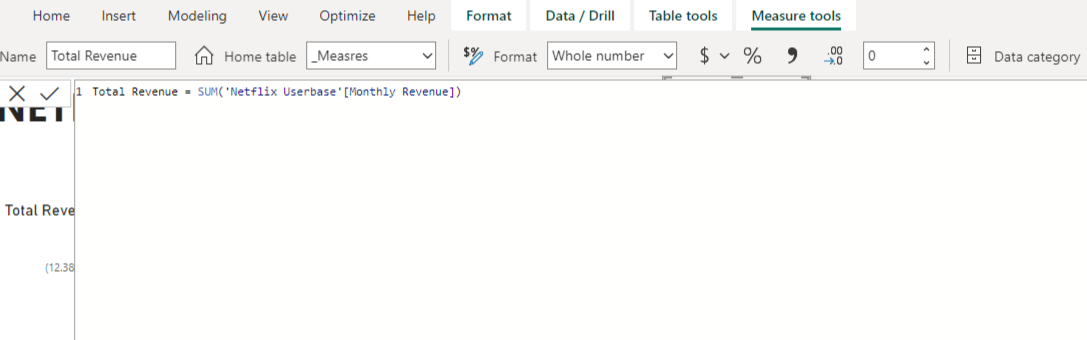 Home Insert Modeling View Optimize Help Format Data / Drill Table tools Measure tools
Name Total Revenue Home table _Measres $% Format Whole number $ % 9 .00 →.0 0 Data category
1 Total Revenue = SUM('Netflix Userbase'[Monthly Revenue])
NET
Total Reve
(12.38